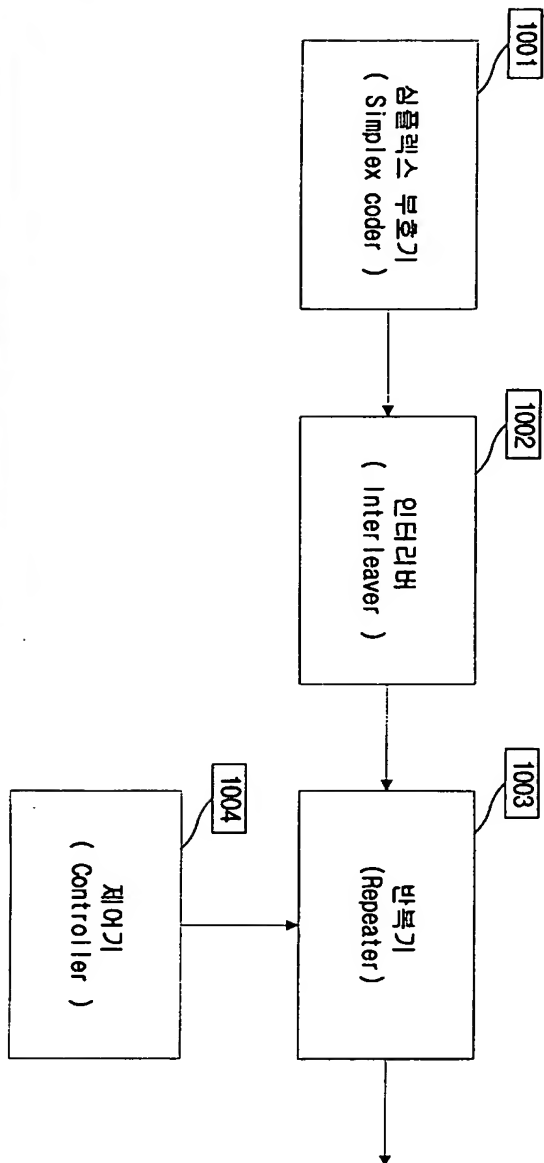 1001
심플렉스 부호기
( Simplex coder )
1002
인터리버
( Interleaver )
1003
반복기
(Repeater)
1004
제어기
( Controller )